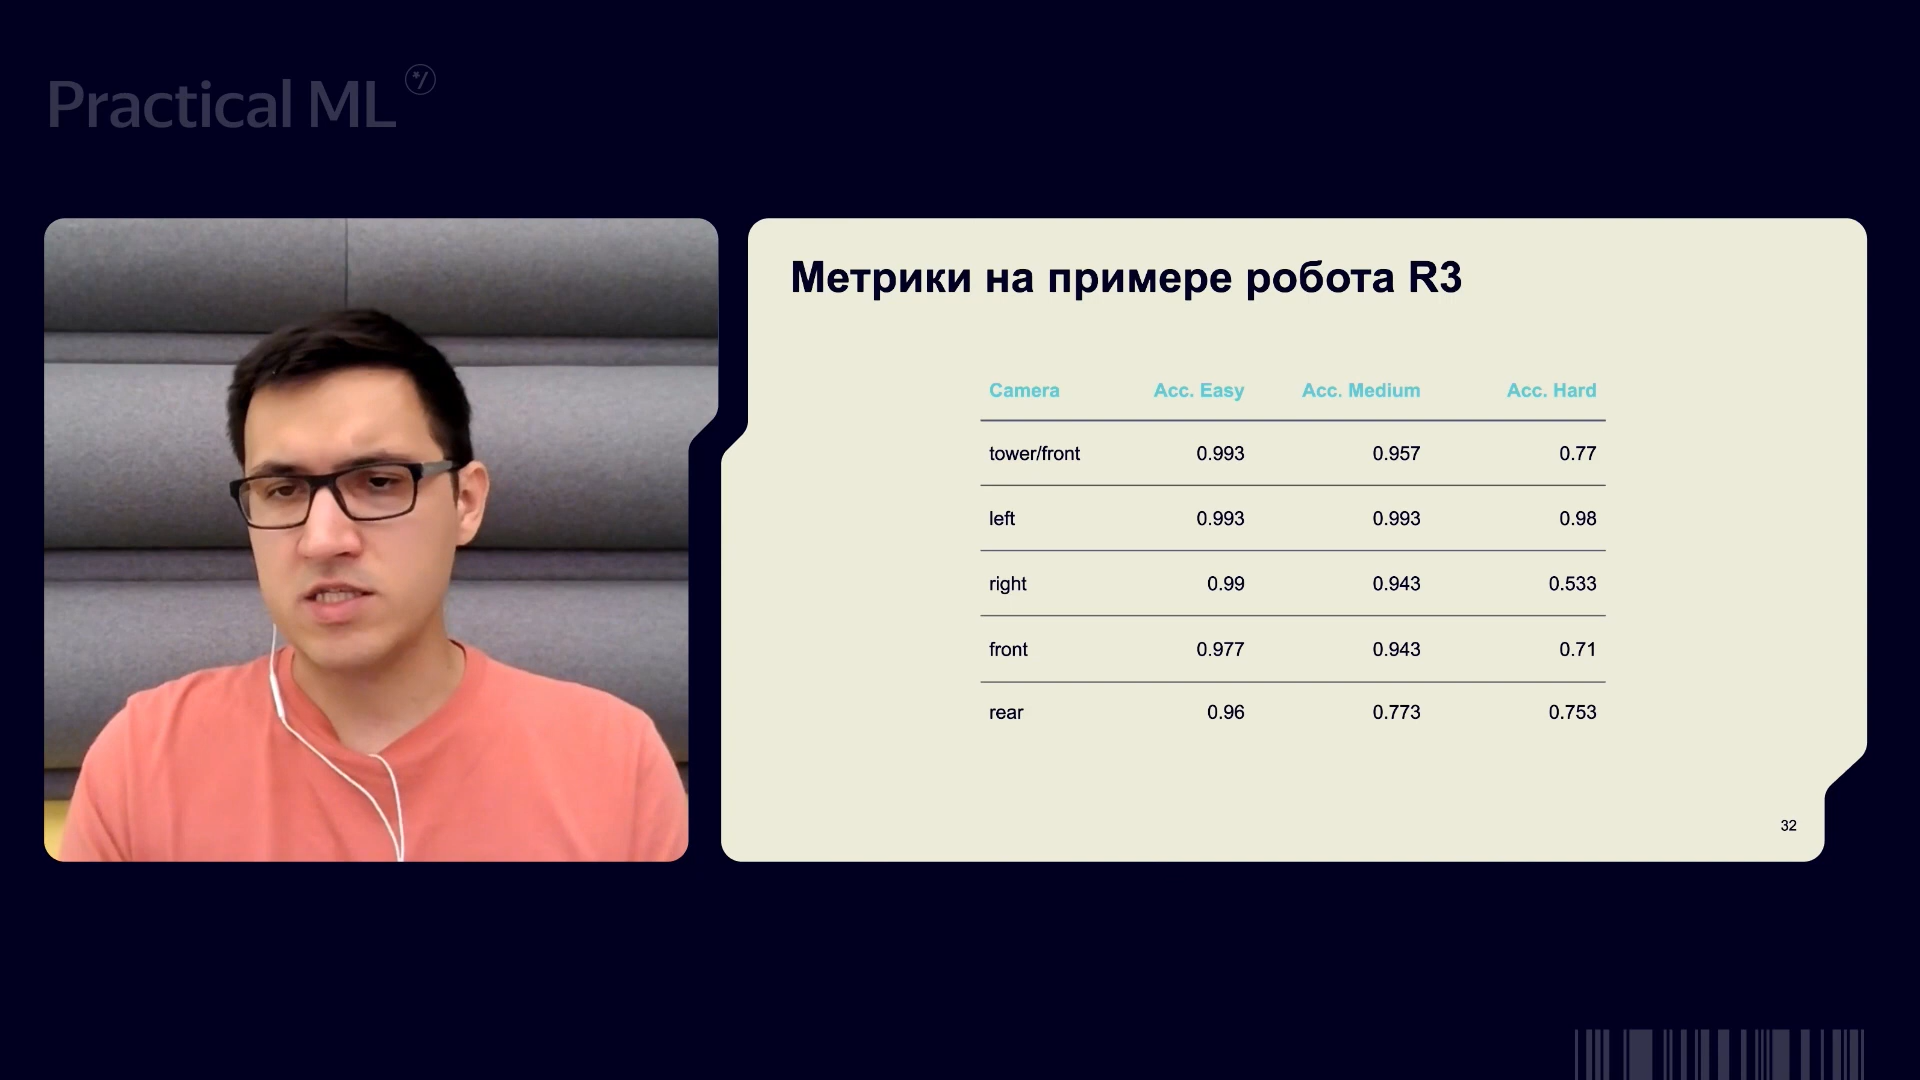 Practical ML
Метрики на примере робота R3
Camera Acc. Easy Acc. Medium Acc. Hard
tower/front 0.993 0.957 0.77
left 0.993 0.993 0.98
right 0.99 0.943 0.533
front 0.977 0.943 0.71
rear 0.96 0.773 0.753
32